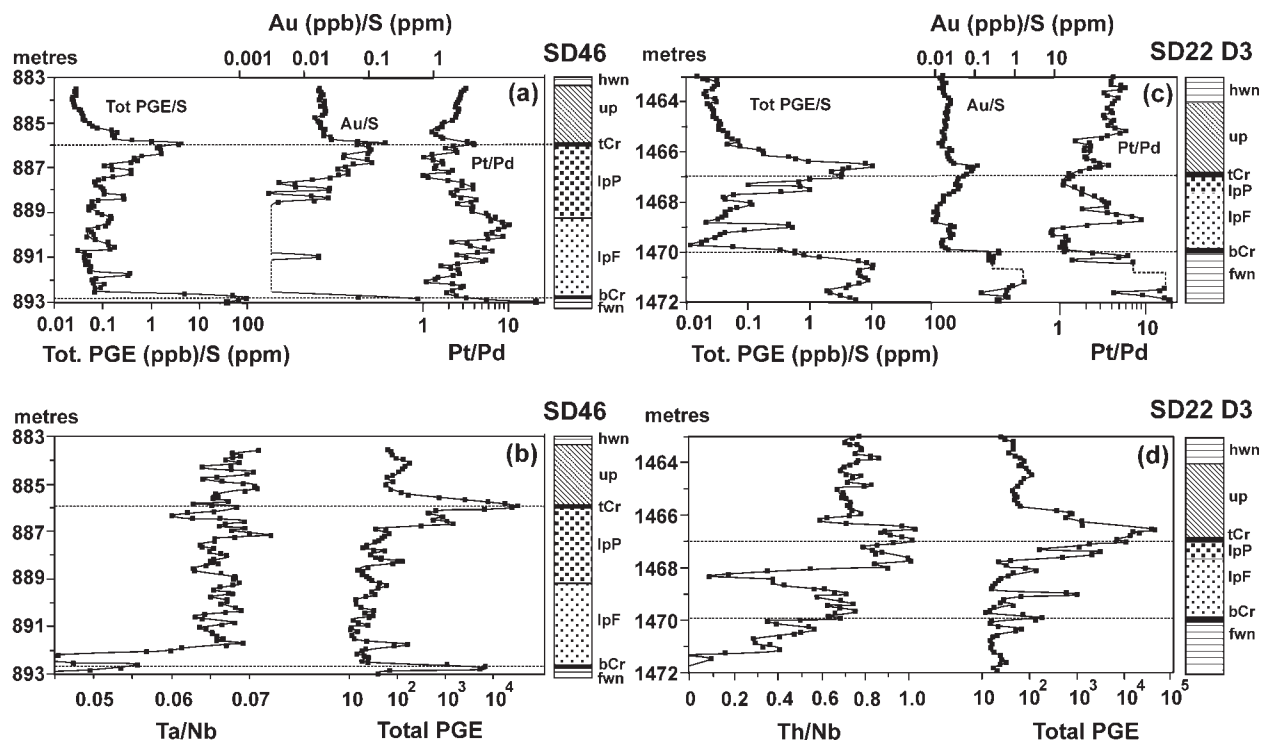 Au (ppb)/S (ppm)
0.001 0.01 0.1 1
metres
SD46
883
885
887
889
891
893
Tot PGE/S
Au/S
Pt/Pd
(a)
hwn
up
tCr
lpP
lpF
bCr
fwn
0.01 0.1 1 10 100
1 10
Tot. PGE (ppb)/S (ppm)
Pt/Pd
Au (ppb)/S (ppm)
0.01 0.1 1 10
metres
SD22 D3
1464
1466
1468
1470
1472
Tot PGE/S
Au/S
Pt/Pd
(c)
hwn
up
tCr
lpP
lpF
bCr
fwn
0.01 0.1 1 10 100
1 10
Tot. PGE (ppb)/S (ppm)
Pt/Pd
metres
SD46
883
885
887
889
891
893
(b)
hwn
up
tCr
lpP
lpF
bCr
fwn
0.05 0.06 0.07
10 10² 10³ 10⁴
Ta/Nb
Total PGE
metres
SD22 D3
1464
1466
1468
1470
1472
(d)
hwn
up
tCr
lpP
lpF
bCr
fwn
0 0.2 0.4 0.6 0.8 1.0
10 10² 10³ 10⁴ 10⁵
Th/Nb
Total PGE